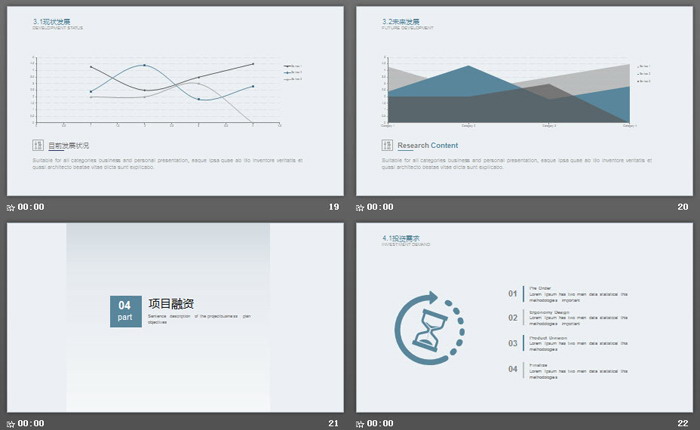 3.1现状发展
DEVELOPMENT STATUS
目前发展状况
Suitable for all categories business and personal presentation, eaque ipsa quae ab illo inventore veritatis et
quasi architecto beatae vitae dicta sunt explicabo.
00:00
19
3.2未来发展
FUTURE DEVELOPMENT
Research Content
Suitable for all categories business and personal presentation, eaque ipsa quae ab illo inventore veritatis et
quasi architecto beatae vitae dicta sunt explicabo.
00:00
20
04
part
项目融资
Sentence description of the project/business plan
objectives
00:00
21
4.1投资需求
INVESTMENT DEMAND
01
Lorem Ipsum has two main data statistical this
methodologies important
02
Ergonomy Design
Lorem Ipsum has two main data statistical this
methodologies important
03
Product
Lorem Ipsum has two main data statistical this
methodologies
04
Lorem Ipsum has two main data statistical this
methodologies
00:00
22